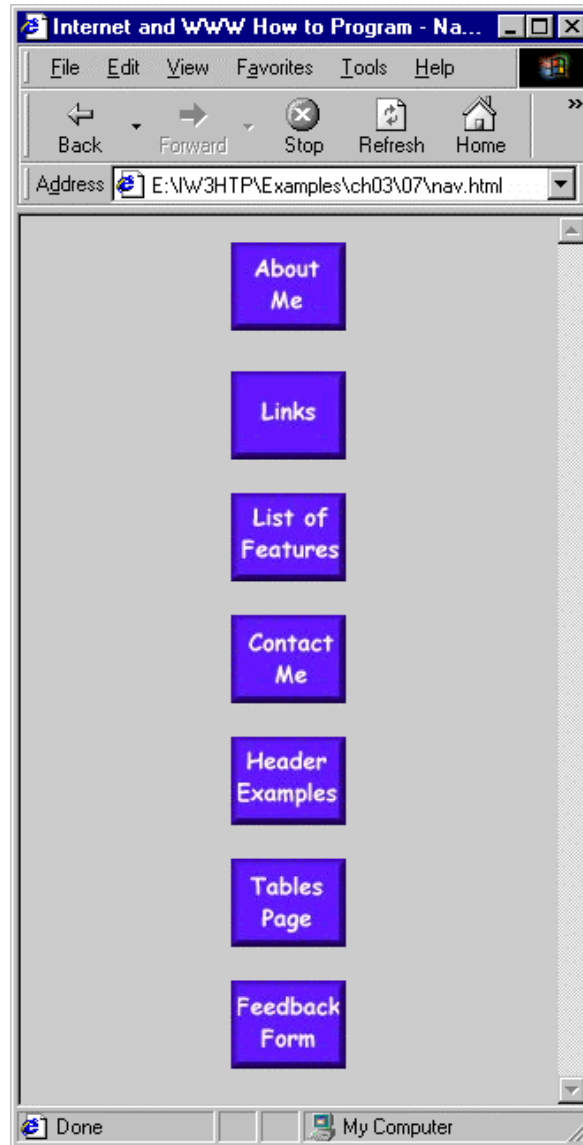 Internet and WWW How to Program - Na...
File Edit View Favorites Tools Help
Back Forward Stop Refresh Home »
Address E:\IW3HTP\Examples\ch03\07\nav.html
About
Me
Links
List of
Features
Contact
Me
Header
Examples
Tables
Page
Feedback
Form
Done My Computer